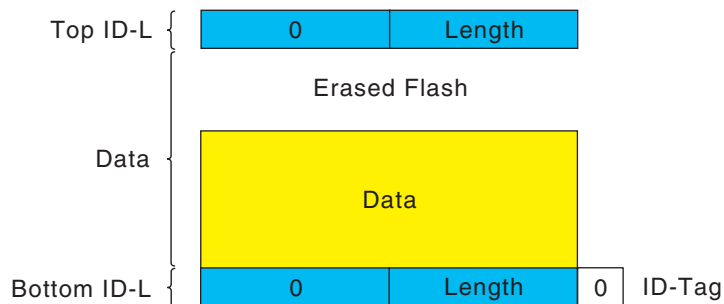 Top ID-L 0 Length
Erased Flash
Data
Data
Bottom ID-L 0 Length 0 ID-Tag